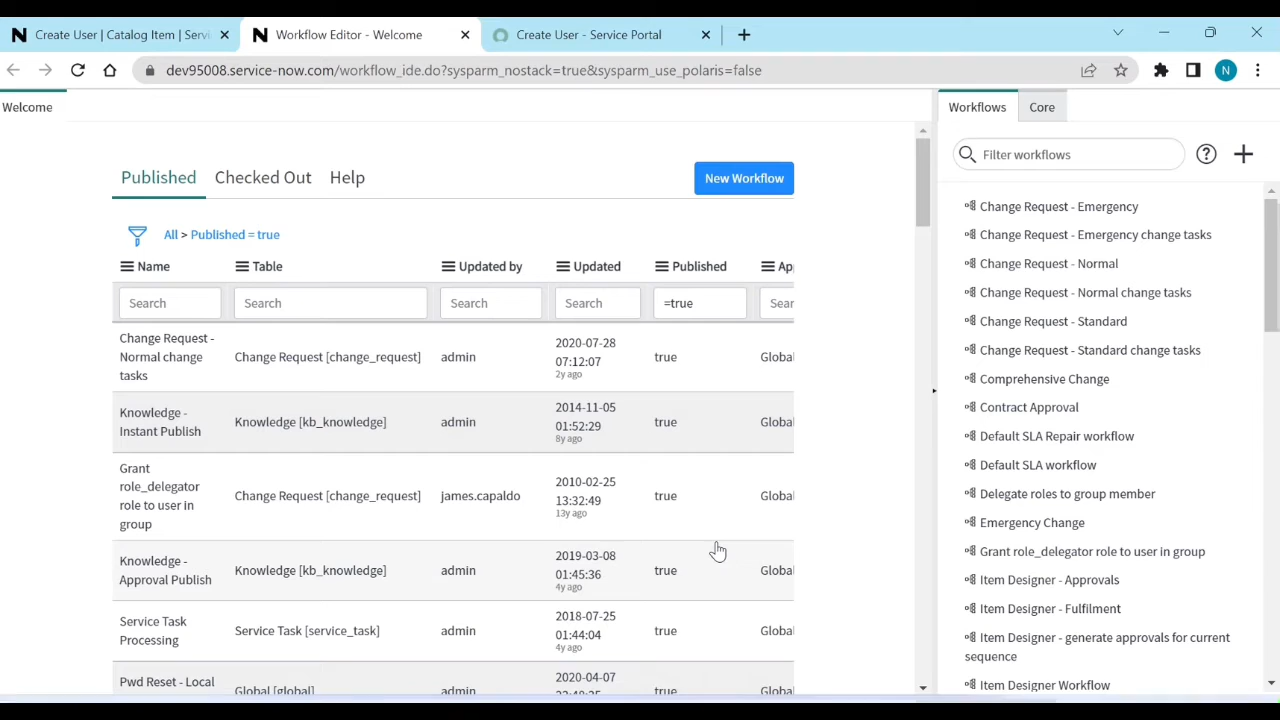 Create User | Catalog Item | Servi
Workflow Editor - Welcome
Create User - Service Portal
dev95008.service-now.com/workflow_ide.do?sysparm_nostack=true&sysparm_use_polaris=false
N
Welcome
Workflows Core
Filter workflows
Published Checked Out Help New Workflow
All > Published = true
Name Table Updated by Updated Published Ap
Search Search Search Search =true Sear
Change Request -
Normal change
tasks
Change Request [change_request] admin
2020-07-28
07:12:07
2y ago
true Global
Knowledge -
Instant Publish
Knowledge [kb_knowledge] admin
2014-11-05
01:52:29
8y ago
true Global
Grant
role_delegator
role to user in
group
Change Request [change_request] james.capaldo
2010-02-25
13:32:49
13y ago
true Global
Knowledge -
Approval Publish
Knowledge [kb_knowledge] admin
2019-03-08
01:45:36
4y ago
true Global
Service Task
Processing
Service Task [service_task] admin
2018-07-25
01:44:04
4y ago
true Global
Pwd Reset - Local
Global [global] admin
2020-04-07
true Global
Change Request - Emergency
Change Request - Emergency change tasks
Change Request - Normal
Change Request - Normal change tasks
Change Request - Standard
Change Request - Standard change tasks
Comprehensive Change
Contract Approval
Default SLA Repair workflow
Default SLA workflow
Delegate roles to group member
Emergency Change
Grant role_delegator role to user in group
Item Designer - Approvals
Item Designer - Fulfilment
Item Designer - generate approvals for current
sequence
Item Designer Workflow